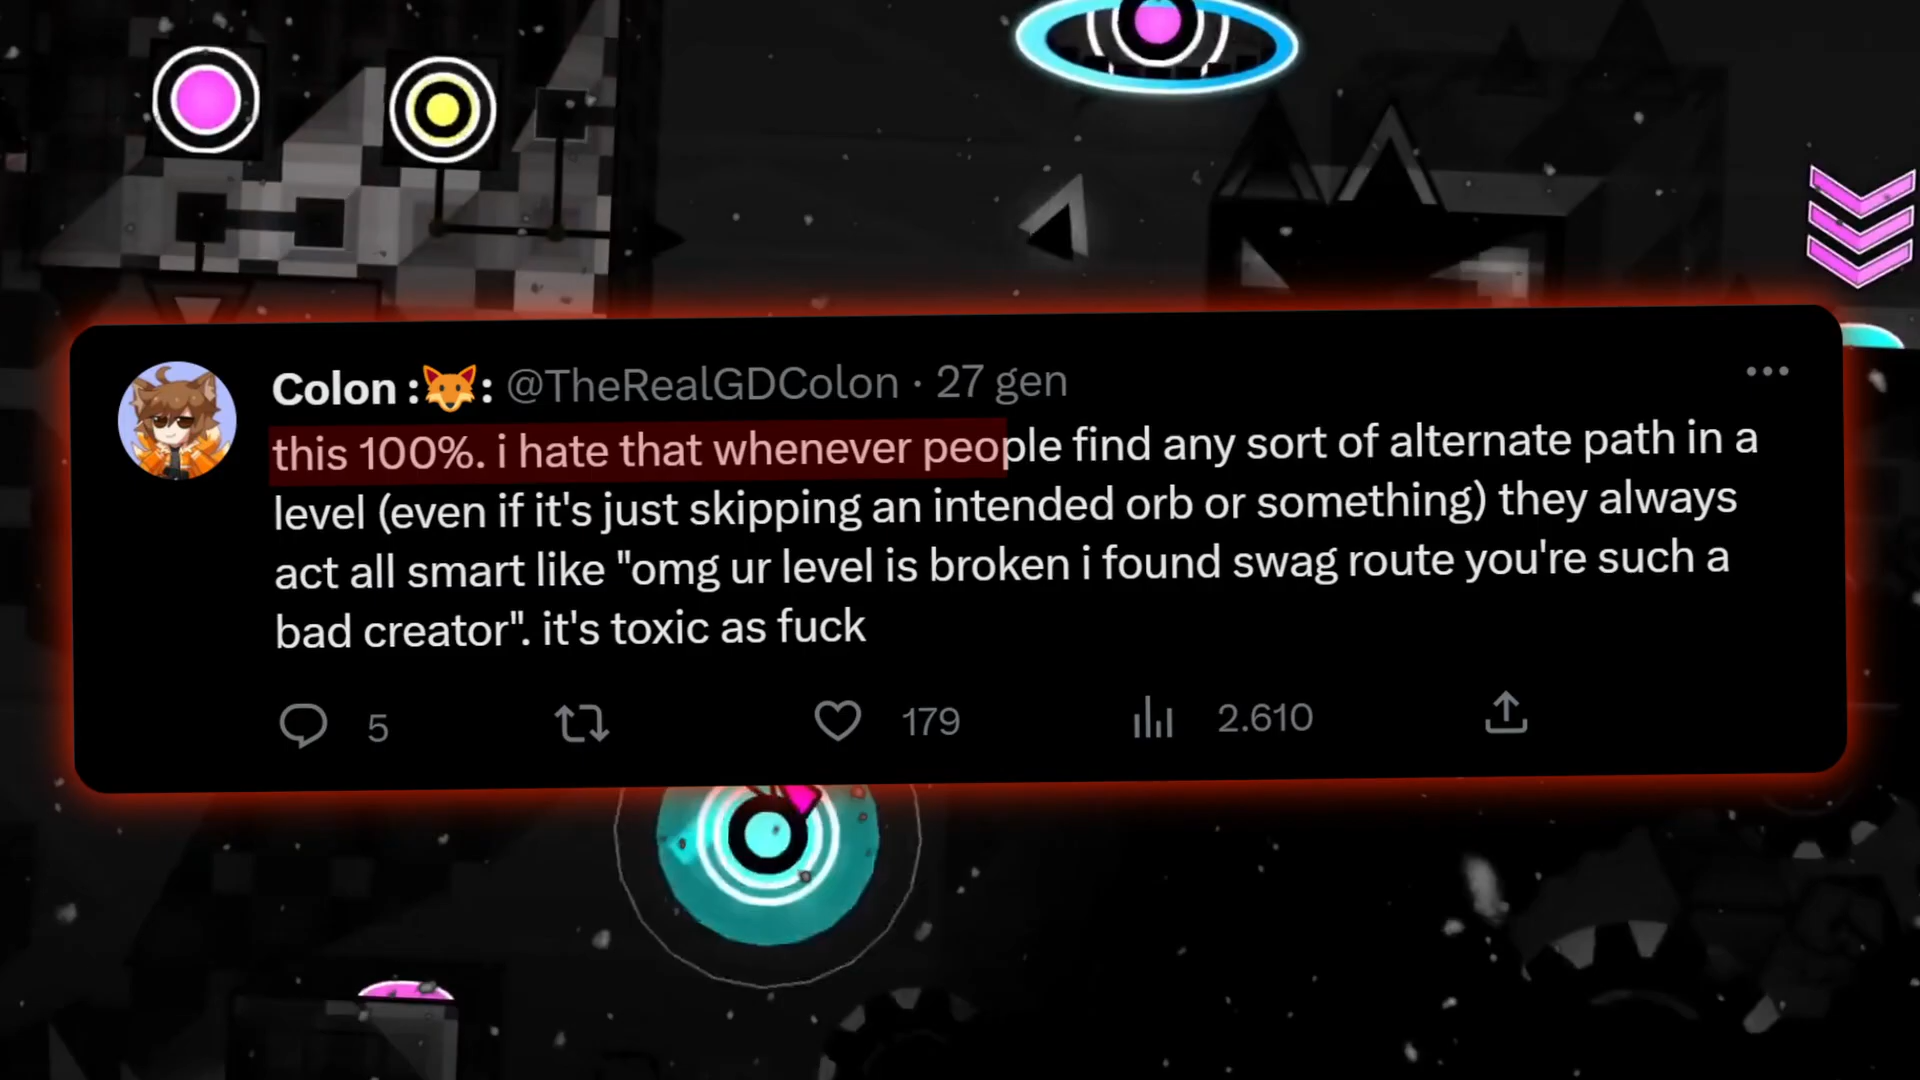 Colon :🦊: @TheRealGDColon · 27 gen
this 100%. i hate that whenever people find any sort of alternate path in a
level (even if it's just skipping an intended orb or something) they always
act all smart like "omg ur level is broken i found swag route you're such a
bad creator". it's toxic as fuck
5 179 2.610